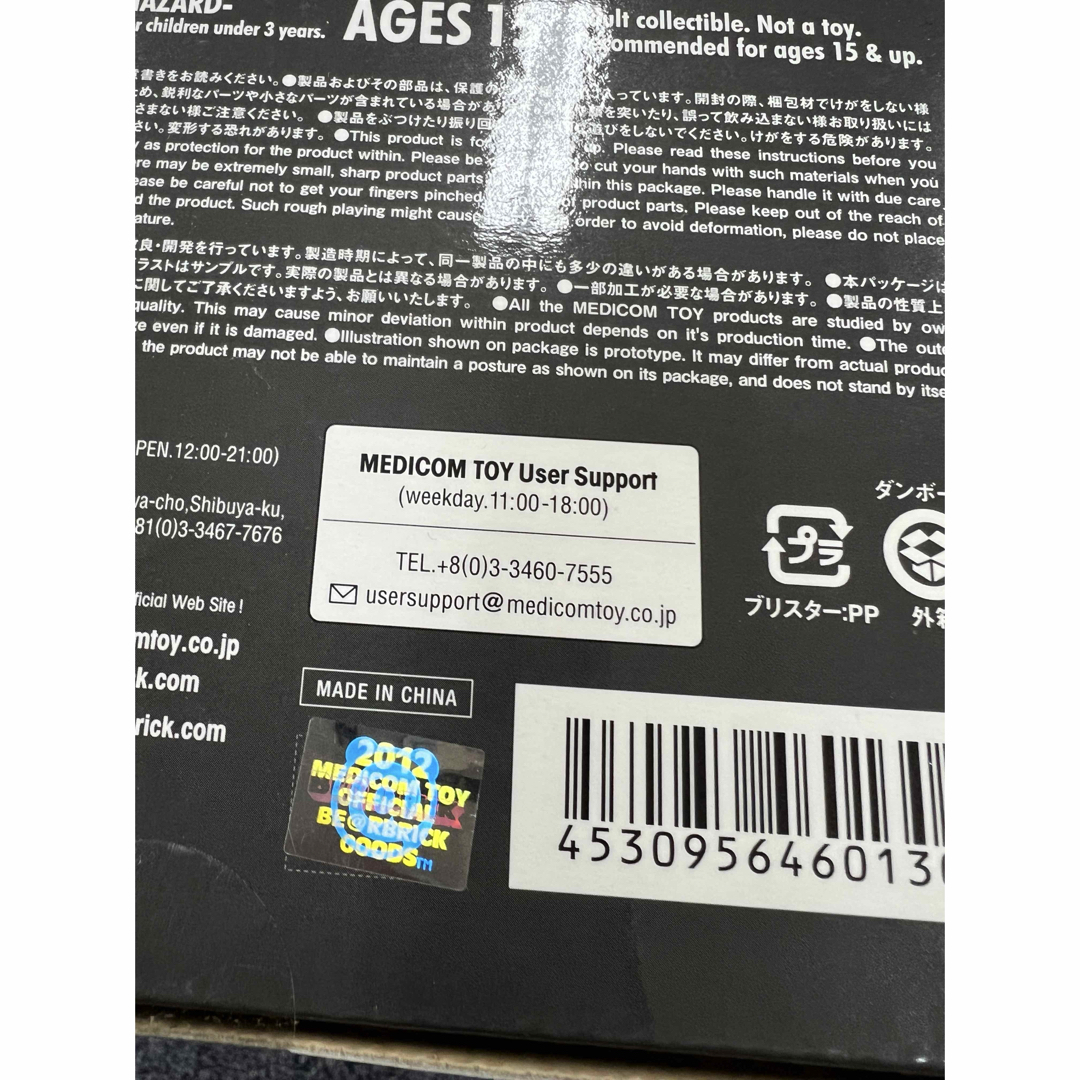 HAZARD-
r children under 3 years.
AGES 15
ult collectible. Not a toy.
commended for ages 15 & up.
書きをお読みください。●製品およびその部品は、保護
入っています。開封の際、梱包材でけがをしない様
め、鋭利なパーツや小さなパーツが含まれている場合があ
を突いたり、誤って飲み込まない様お取り扱いには
さまない様ご注意ください。 ●製品をぶつけたり振り回
遊びをしないでください。けがをする危険があります。
さい。変形する恐れがあります。 ●This product is fo
up. Please read these instructions before you
y as protection for the product within. Please be
o cut your hands with such materials when you
ere may be extremely small, sharp product parts
hin this package. Please handle it with due care
ease be careful not to get your fingers pinched
product parts. Please keep out of the reach of
d the product. Such rough playing might cause
order to avoid deformation, please do not place
ature.
良・開発を行っています。製造時期によって、同一製品の中にも多少の違いがある場合があります。 ●本パッケージは
ラストはサンプルです。実際の製品とは異なる場合があります。 ●一部加工が必要な場合があります。 ●製品の性質上
に関してご了承くださいますよう、お願いいたします。 ●All the MEDICOM TOY products are studied by ow
quality. This may cause minor deviation within product depends on it's production time. ●The oute
e even if it is damaged. ●Illustration shown on package is prototype. It may differ from actual produc
the product may not be able to maintain a posture as shown on its package, and does not stand by itse
PEN.12:00-21:00)
ya-cho,Shibuya-ku,
81(0)3-3467-7676
ficial Web Site!
mtoy.co.jp
k.com
rick.com
MEDICOM TOY User Support
(weekday.11:00-18:00)
TEL.+8(0)3-3460-7555
usersupport@medicomtoy.co.jp
ダンボー
プラ
ブリスター:PP
外箱
MADE IN CHINA
2012
MEDICOM TOY
OFFICIAL
BE@RBRICK
GOODS™
453095646013